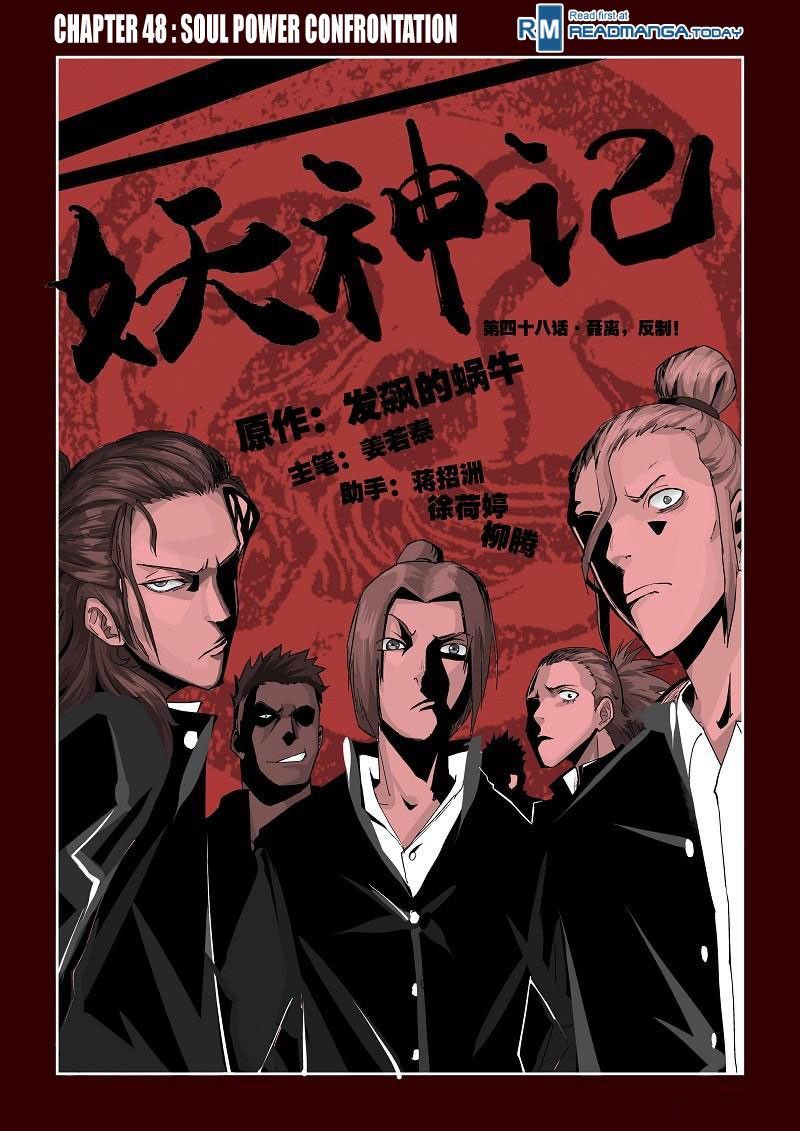 CHAPTER 48 : SOUL POWER CONFRONTATION
RM Read first at
READMANGA.TODAY
妖神记
第四十八话·聂离，反制！
原作：发飙的蜗牛
主笔：姜若泰
助手：蒋招洲
徐荷婷
柳腾